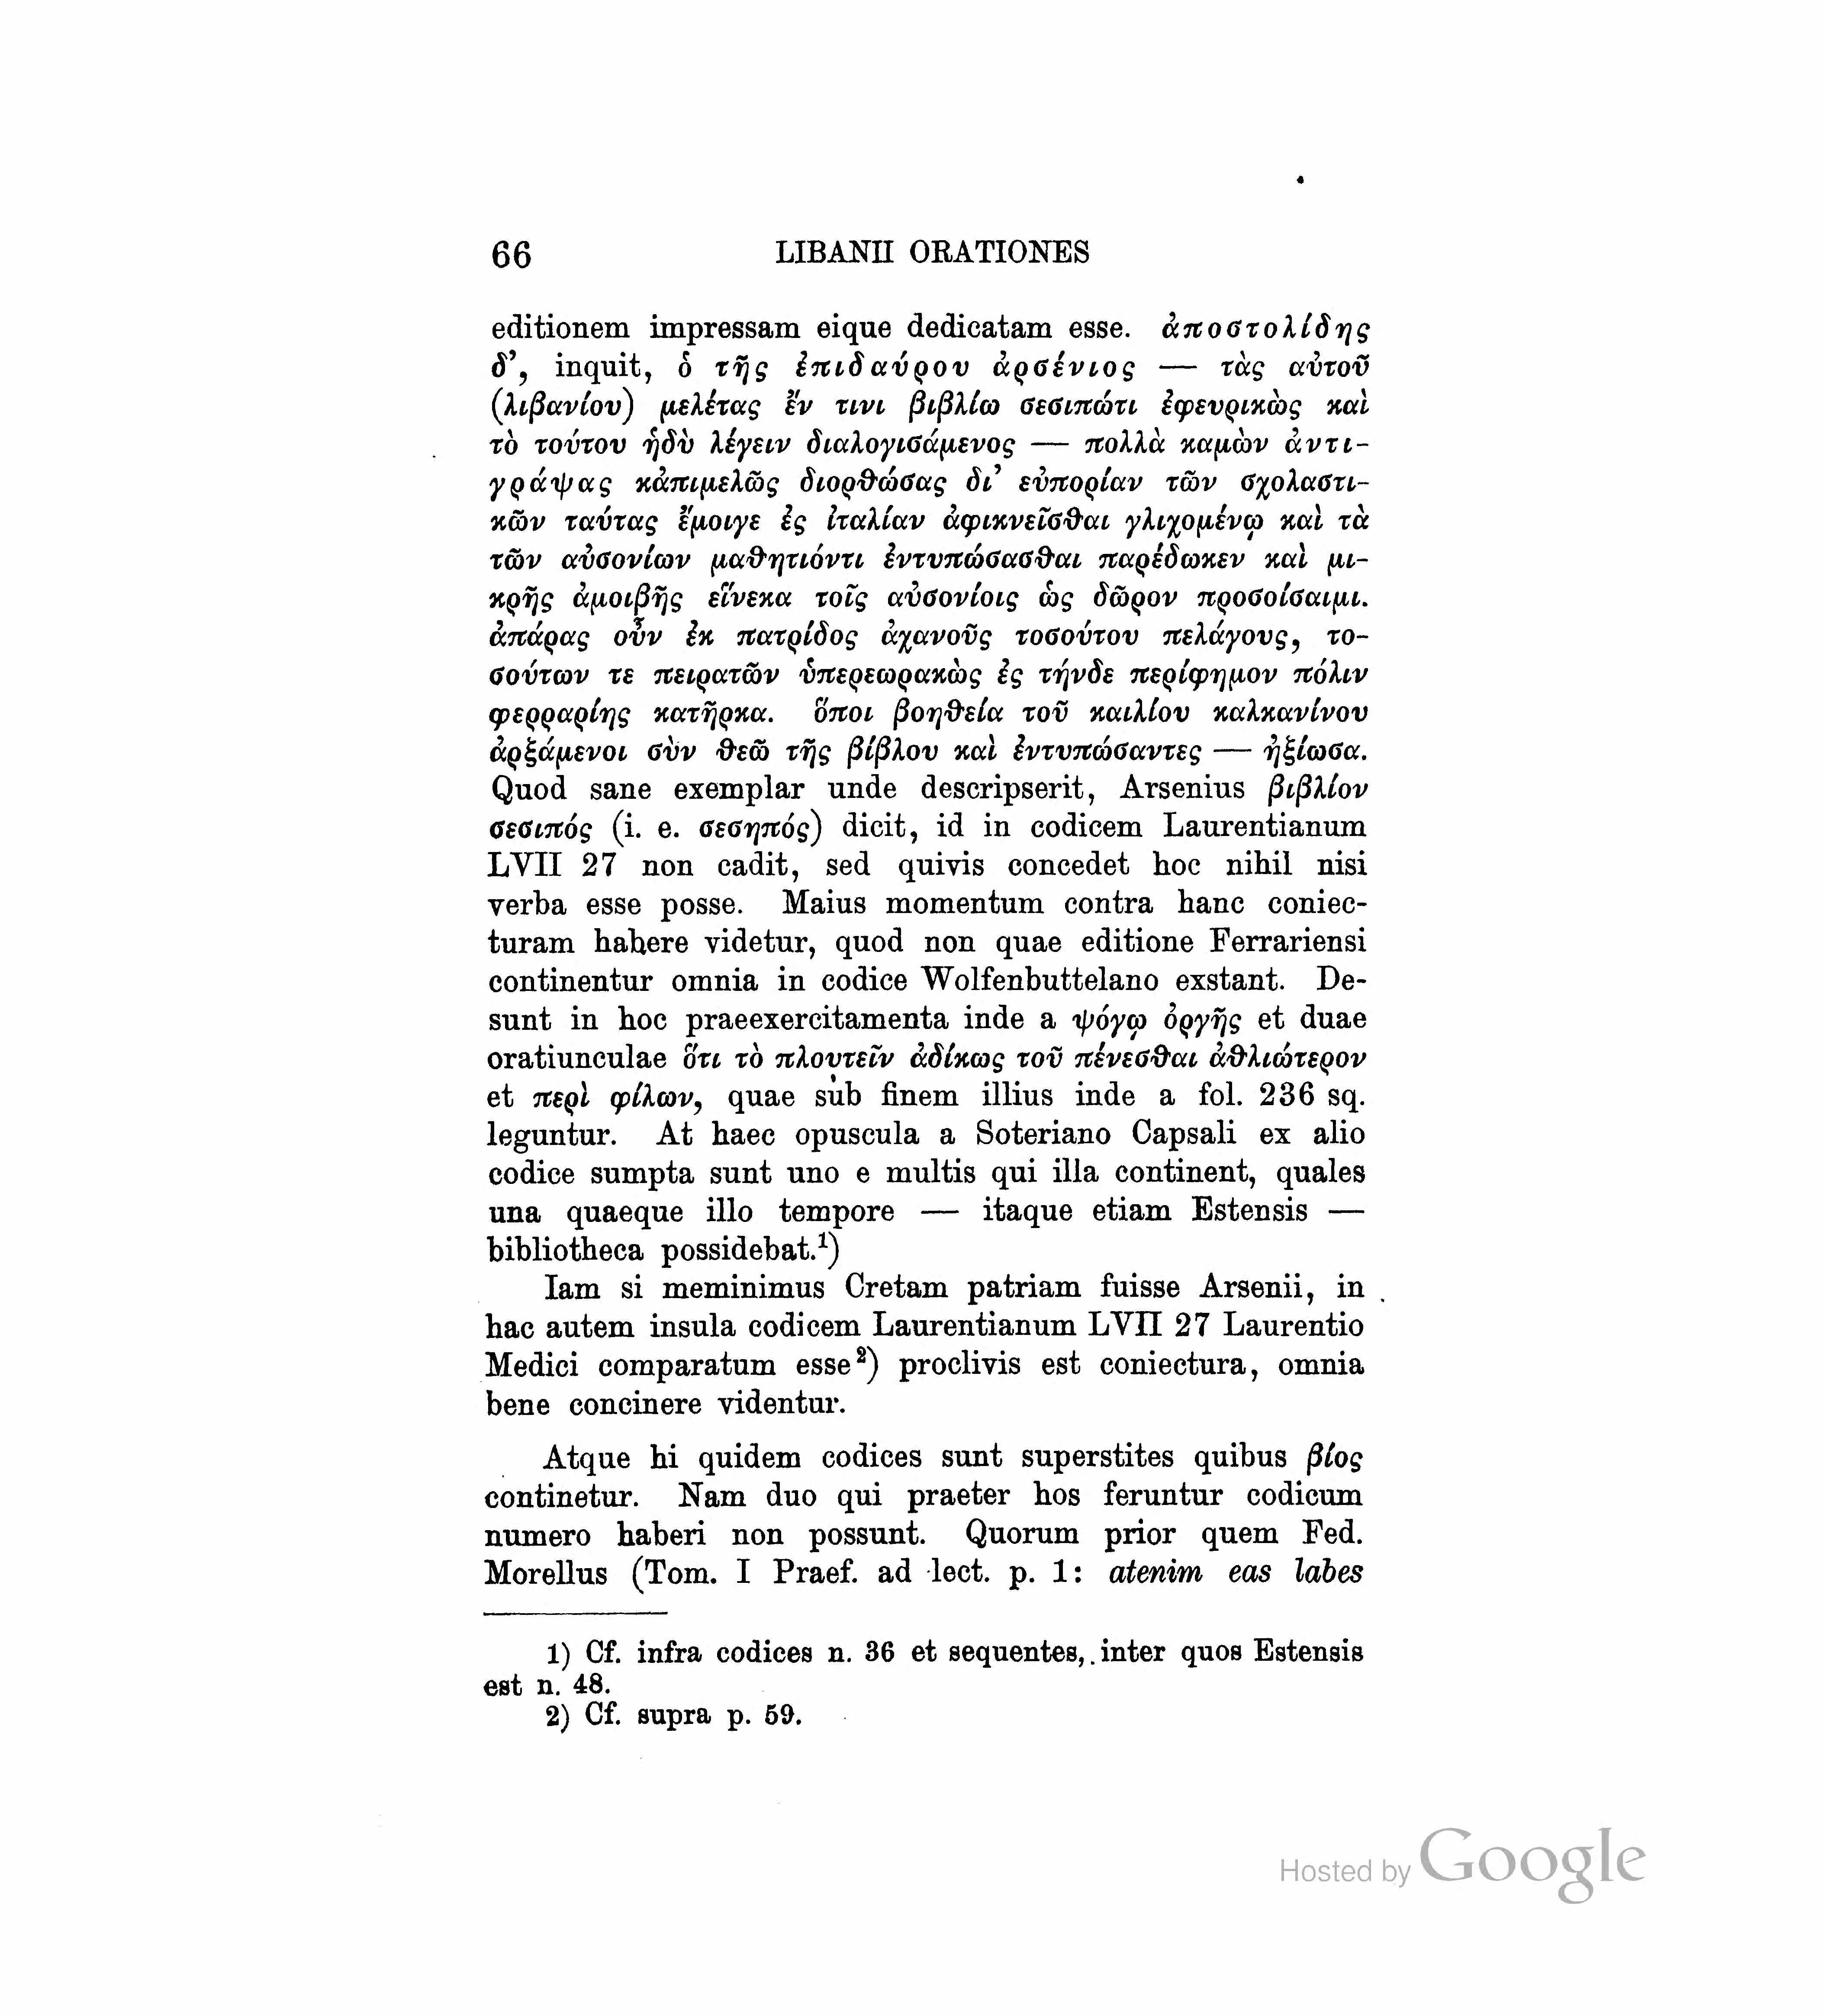 66 LIBANII ORATIONES
editionem impressam eique dedicatam esse. ἀποστολίδης
δ’, inquit, ὁ τῆς ἐπιδαύρου ἀρσένιος — τὰς αὐτοῦ
(λιβανίου) μελέτας ἔν τινι βιβλίω σεσιπώτι ἐφευρικὼς καὶ
τὸ τούτου ἡδὺ λέγειν διαλογισάμενος — πολλὰ καμὼν ἀντι-
γράψας κἀπιμελῶς διορθώσας δι’ εὐπορίαν τῶν σχολαστι-
κῶν ταύτας ἔμοιγε ἐς ἰταλίαν ἀφικνεῖσθαι γλιχομένῳ καὶ τὰ
τῶν αὐσονίων μαθητιόντι ἐντυπώσασθαι παρέδωκεν καὶ μι-
κρῆς ἀμοιβῆς εἵνεκα τοῖς αὐσονίοις ὡς δῶρον προσοίσαιμι.
ἀπάρας οὖν ἐκ πατρίδος ἀχανοῦς τοσούτου πελάγους, το-
σούτων τε πειρατῶν ὑπερεωρακὼς ἐς τήνδε περίφημον πόλιν
φερραρίης κατῆρκα. ὅποι βοηθεία τοῦ καιλίου καλκανίνου
ἀρξάμενοι σὺν θεῶ τῆς βίβλου καὶ ἐντυπώσαντες — ἠξίωσα.
Quod sane exemplar unde descripserit, Arsenius βιβλίον
σεσιπός (i. e. σεσηπός) dicit, id in codicem Laurentianum
LVII 27 non cadit, sed quivis concedet hoc nihil nisi
verba esse posse. Maius momentum contra hanc coniec-
turam habere videtur, quod non quae editione Ferrariensi
continentur omnia in codice Wolfenbuttelano exstant. De-
sunt in hoc praeexercitamenta inde a ψόγῳ ὀργῆς et duae
oratiunculae ὅτι τὸ πλουτεῖν ἀδίκως τοῦ πένεσθαι ἀθλιώτερον
et περὶ φίλων, quae sub finem illius inde a fol. 236 sq.
leguntur. At haec opuscula a Soteriano Capsali ex alio
codice sumpta sunt uno e multis qui illa continent, quales
una quaeque illo tempore — itaque etiam Estensis —
bibliotheca possidebat.¹)
Iam si meminimus Cretam patriam fuisse Arsenii, in
hac autem insula codicem Laurentianum LVII 27 Laurentio
Medici comparatum esse²) proclivis est coniectura, omnia
bene concinere videntur.
Atque hi quidem codices sunt superstites quibus βίος
continetur. Nam duo qui praeter hos feruntur codicum
numero haberi non possunt. Quorum prior quem Fed.
Morellus (Tom. I Praef. ad lect. p. 1: atenim eas labes
1) Cf. infra codices n. 36 et sequentes, inter quos Estensis
est n. 48.
2) Cf. supra p. 59.
Hosted by Google